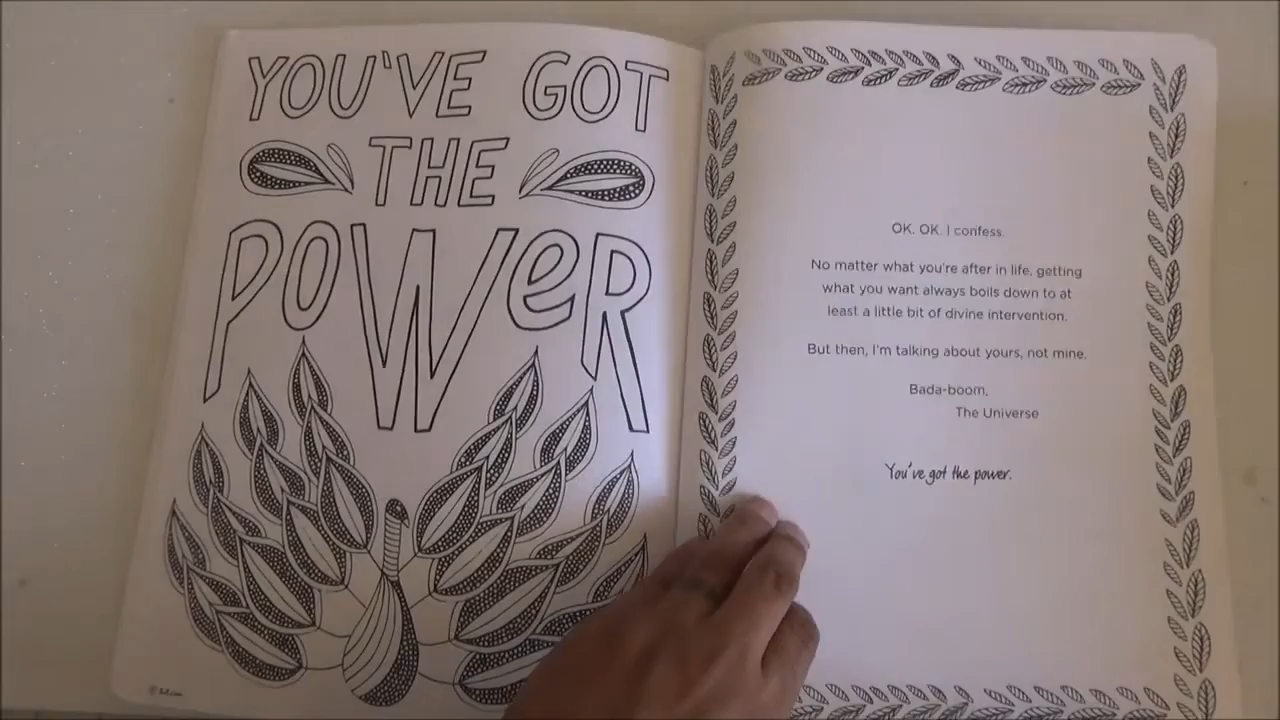 YOU'VE GOT
THE
POWeR
OK. OK. I confess.
No matter what you're after in life, getting
what you want always boils down to at
least a little bit of divine intervention.
But then, I'm talking about yours, not mine.
Bada-boom,
The Universe
You've got the power.